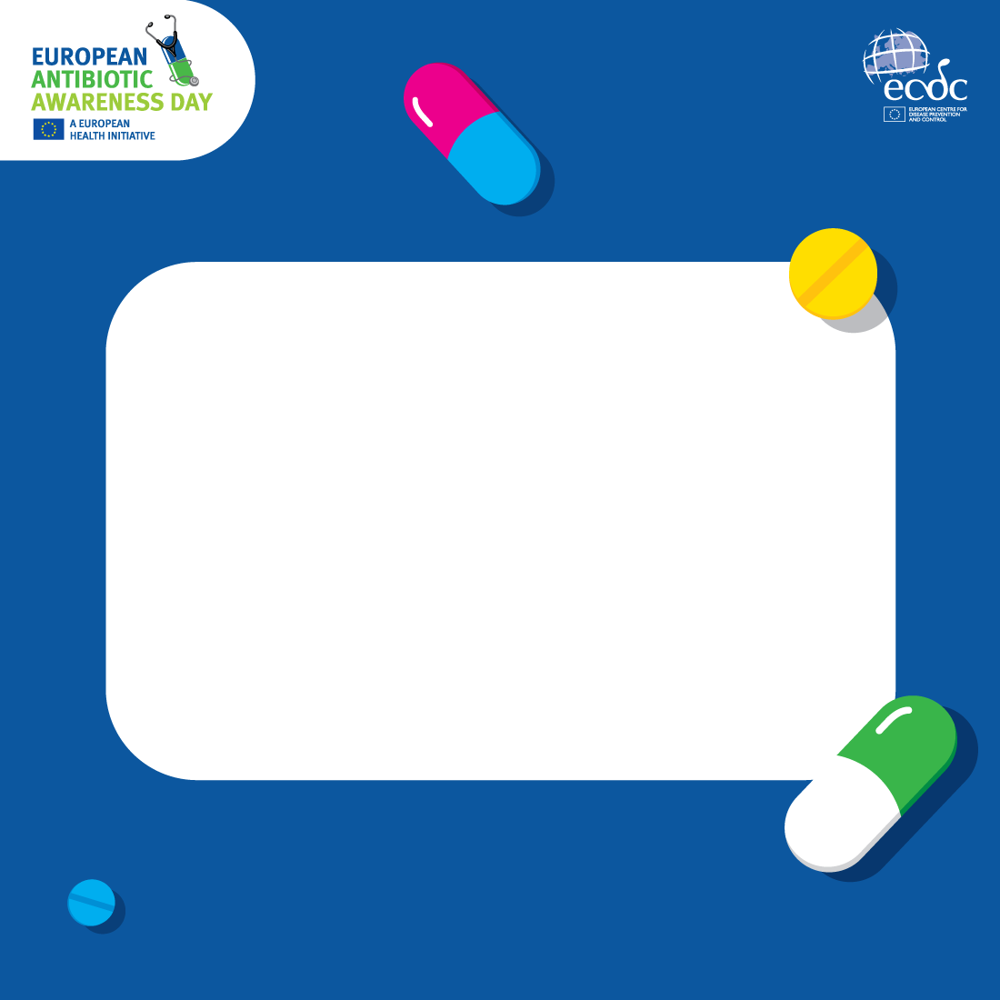 EUROPEAN
ANTIBIOTIC
AWARENESS DAY
A EUROPEAN
HEALTH INITIATIVE
ecdc
EUROPEAN CENTRE FOR
DISEASE PREVENTION
AND CONTROL